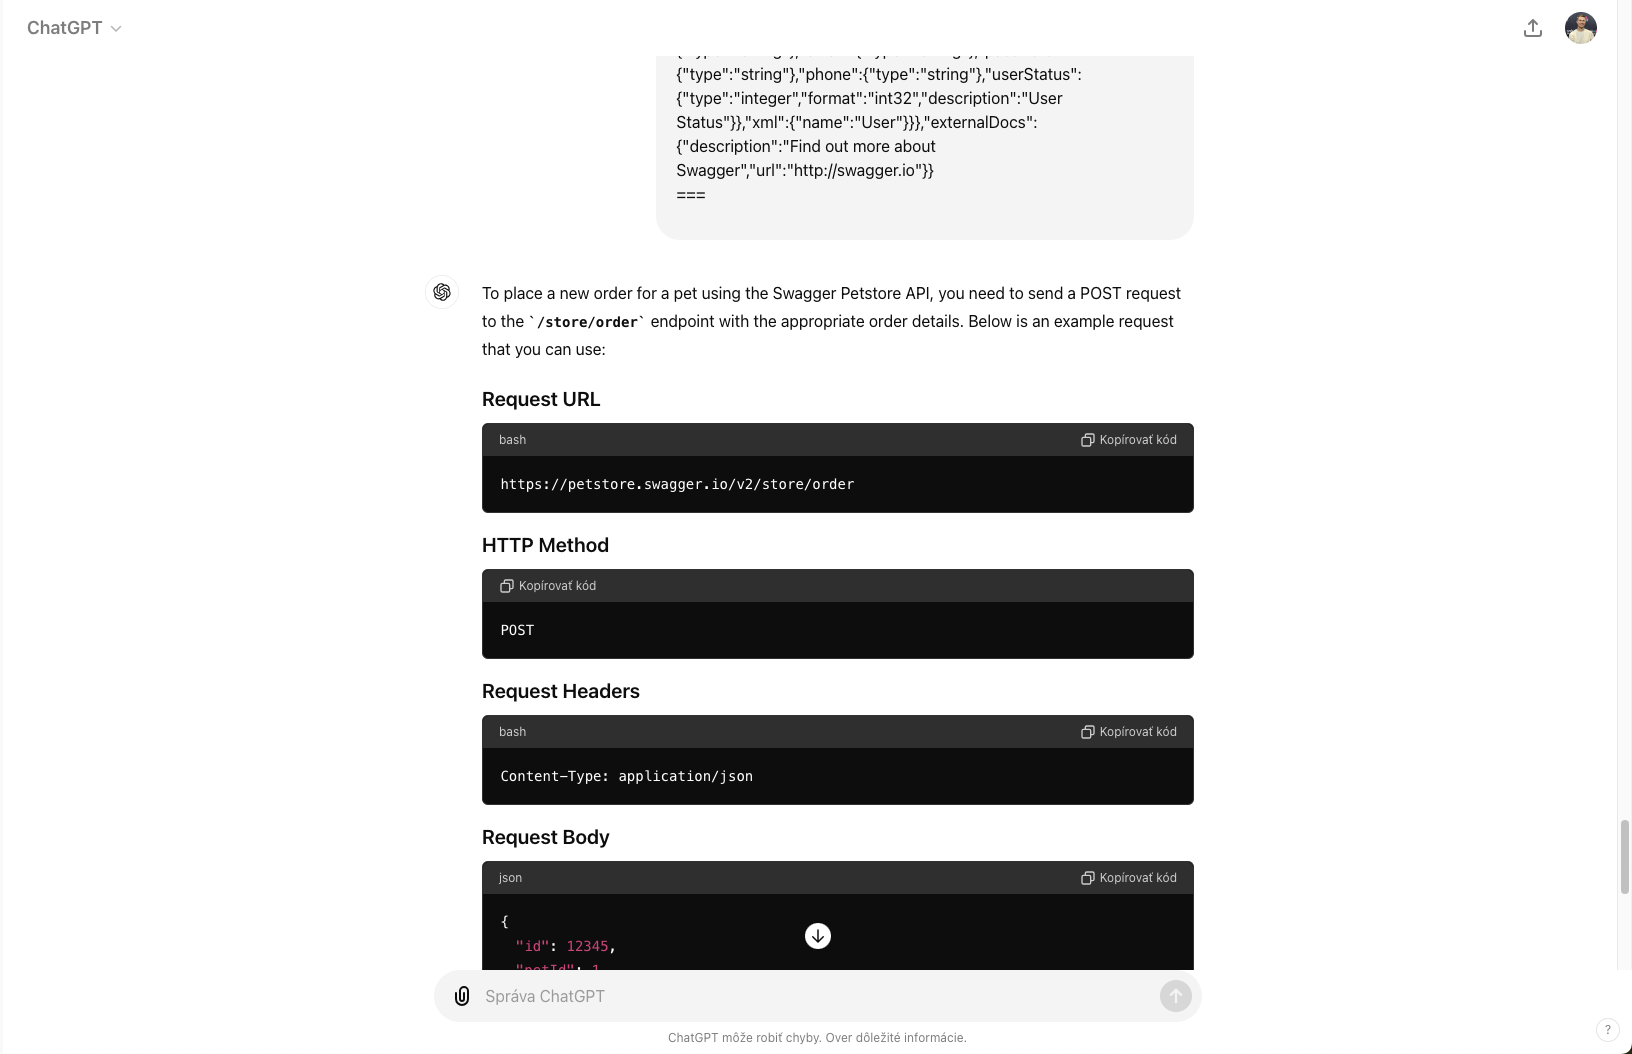 ChatGPT
{"type":"string"},"phone":{"type":"string"},"userStatus":
{"type":"integer","format":"int32","description":"User
Status"}},"xml":{"name":"User"}}},"externalDocs":
{"description":"Find out more about
Swagger","url":"http://swagger.io"}}
===
To place a new order for a pet using the Swagger Petstore API, you need to send a POST request
to the `/store/order` endpoint with the appropriate order details. Below is an example request
that you can use:
Request URL
bash
Kopírovať kód
https://petstore.swagger.io/v2/store/order
HTTP Method
Kopírovať kód
POST
Request Headers
bash
Kopírovať kód
Content-Type: application/json
Request Body
json
Kopírovať kód
{
"id": 12345,
"petId": 1
Správa ChatGPT
ChatGPT môže robiť chyby. Over dôležité informácie.
?